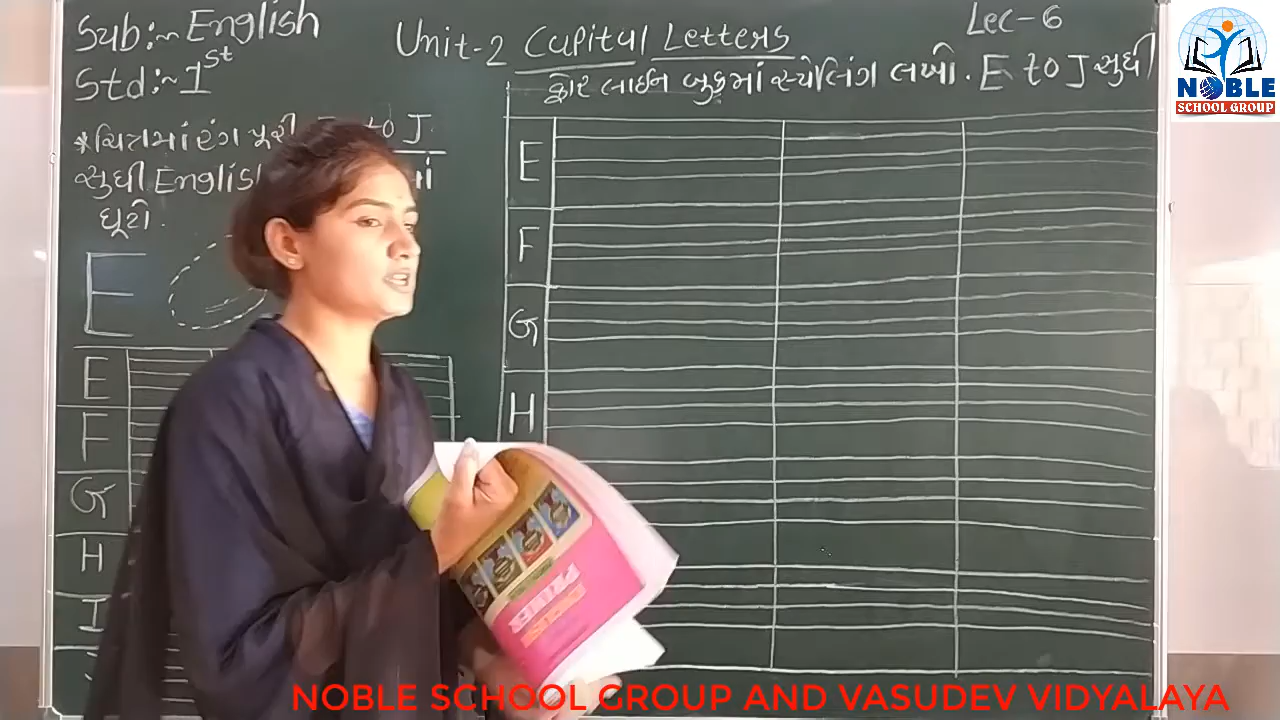 Sub:~ English
Std:~ 1st
Unit-2 Capital Letters
Lec-6
ફોર લાઈન બુકમાં સ્પેલિંગ લખો. E to J સુધી
NOBLE
SCHOOL GROUP
*ચિત્રમાં રંગ પૂરી to J
સુધી English માં
ઘૂંટો.
E
E
F
G
H
I
E
F
G
H
NOBLE SCHOOL GROUP AND VASUDEV VIDYALAYA